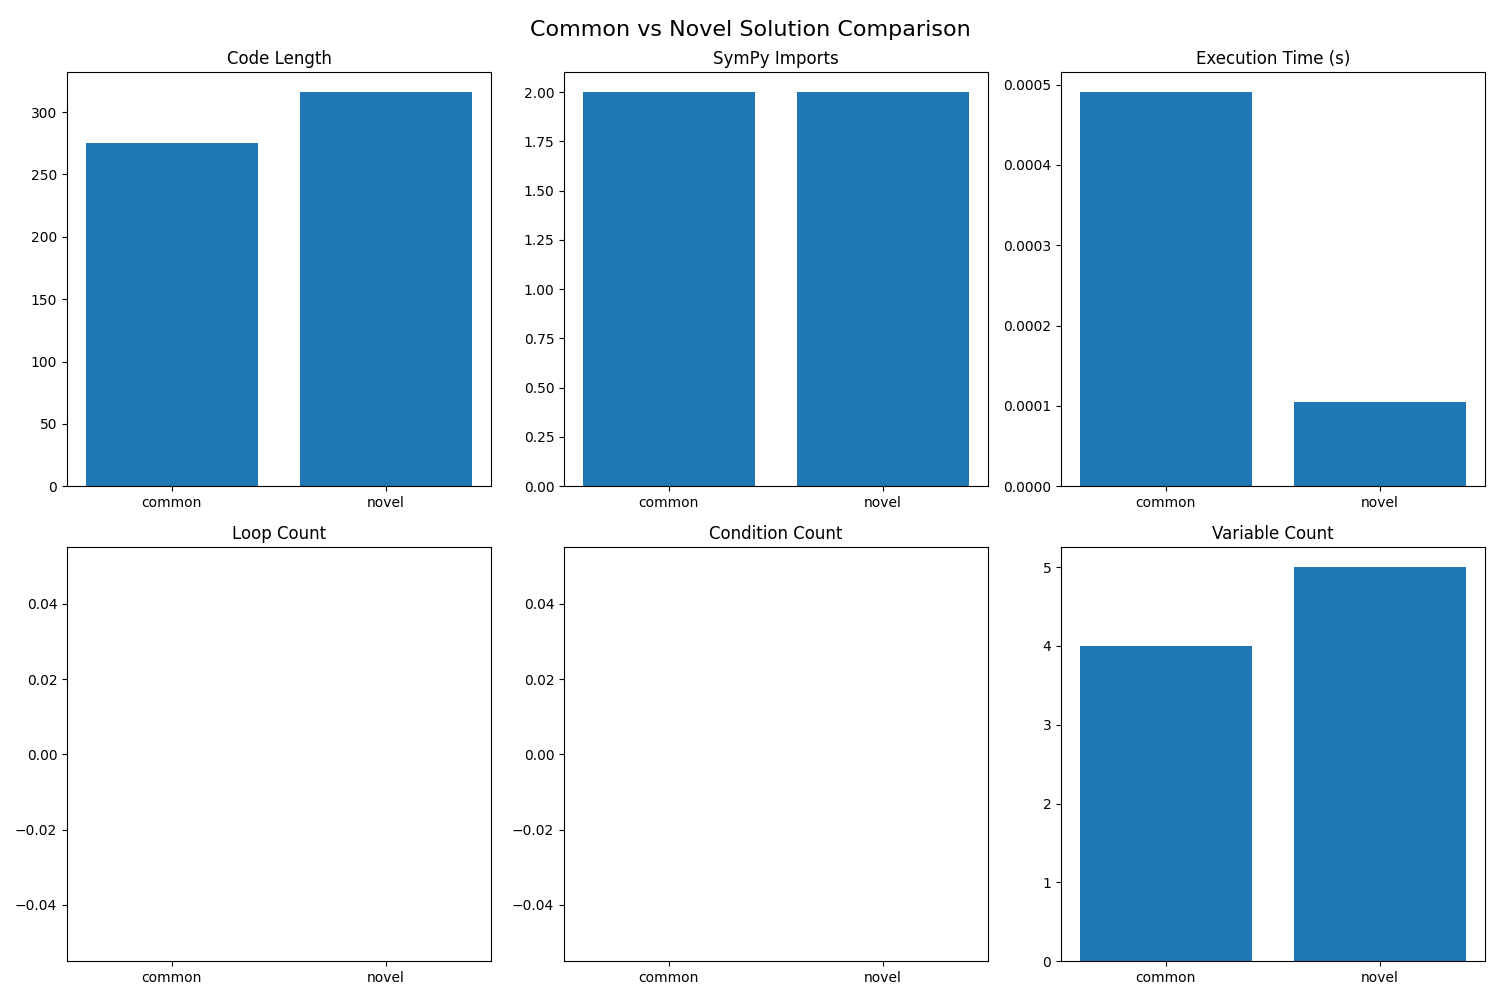 Common vs Novel Solution Comparison
Code Length
300
250
200
150
100
50
0
common novel
SymPy Imports
2.00
1.75
1.50
1.25
1.00
0.75
0.50
0.25
0.00
common novel
Execution Time (s)
0.0005
0.0004
0.0003
0.0002
0.0001
0.0000
common novel
Loop Count
0.04
0.02
0.00
−0.02
−0.04
common novel
Condition Count
0.04
0.02
0.00
−0.02
−0.04
common novel
Variable Count
5
4
3
2
1
0
common novel